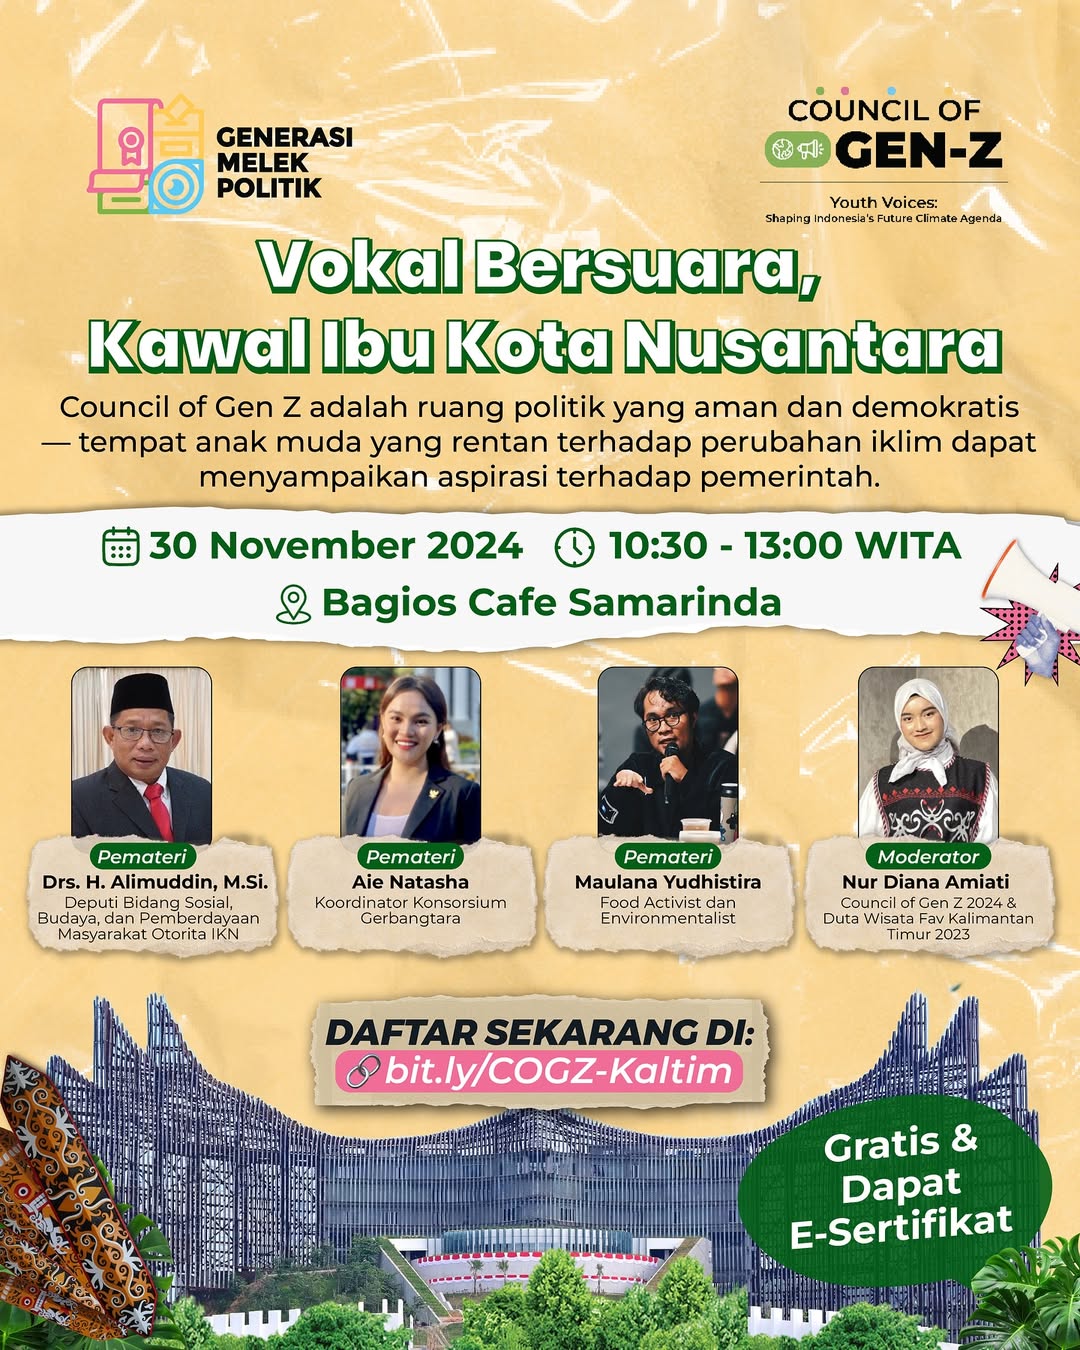 GENERASI
MELEK
POLITIK
COUNCIL OF
GEN-Z
Youth Voices:
Shaping Indonesia's Future Climate Agenda
Vokal Bersuara,
Kawal Ibu Kota Nusantara
Council of Gen Z adalah ruang politik yang aman dan demokratis
— tempat anak muda yang rentan terhadap perubahan iklim dapat
menyampaikan aspirasi terhadap pemerintah.
30 November 2024 10:30 - 13:00 WITA
Bagios Cafe Samarinda
Pemateri
Drs. H. Alimuddin, M.Si.
Deputi Bidang Sosial,
Budaya, dan Pemberdayaan
Masyarakat Otorita IKN
Pemateri
Aie Natasha
Koordinator Konsorsium
Gerbangtara
Pemateri
Maulana Yudhistira
Food Activist dan
Environmentalist
Moderator
Nur Diana Amiati
Council of Gen Z 2024 &
Duta Wisata Fav Kalimantan
Timur 2023
DAFTAR SEKARANG DI:
bit.ly/COGZ-Kaltim
Gratis &
Dapat
E-Sertifikat